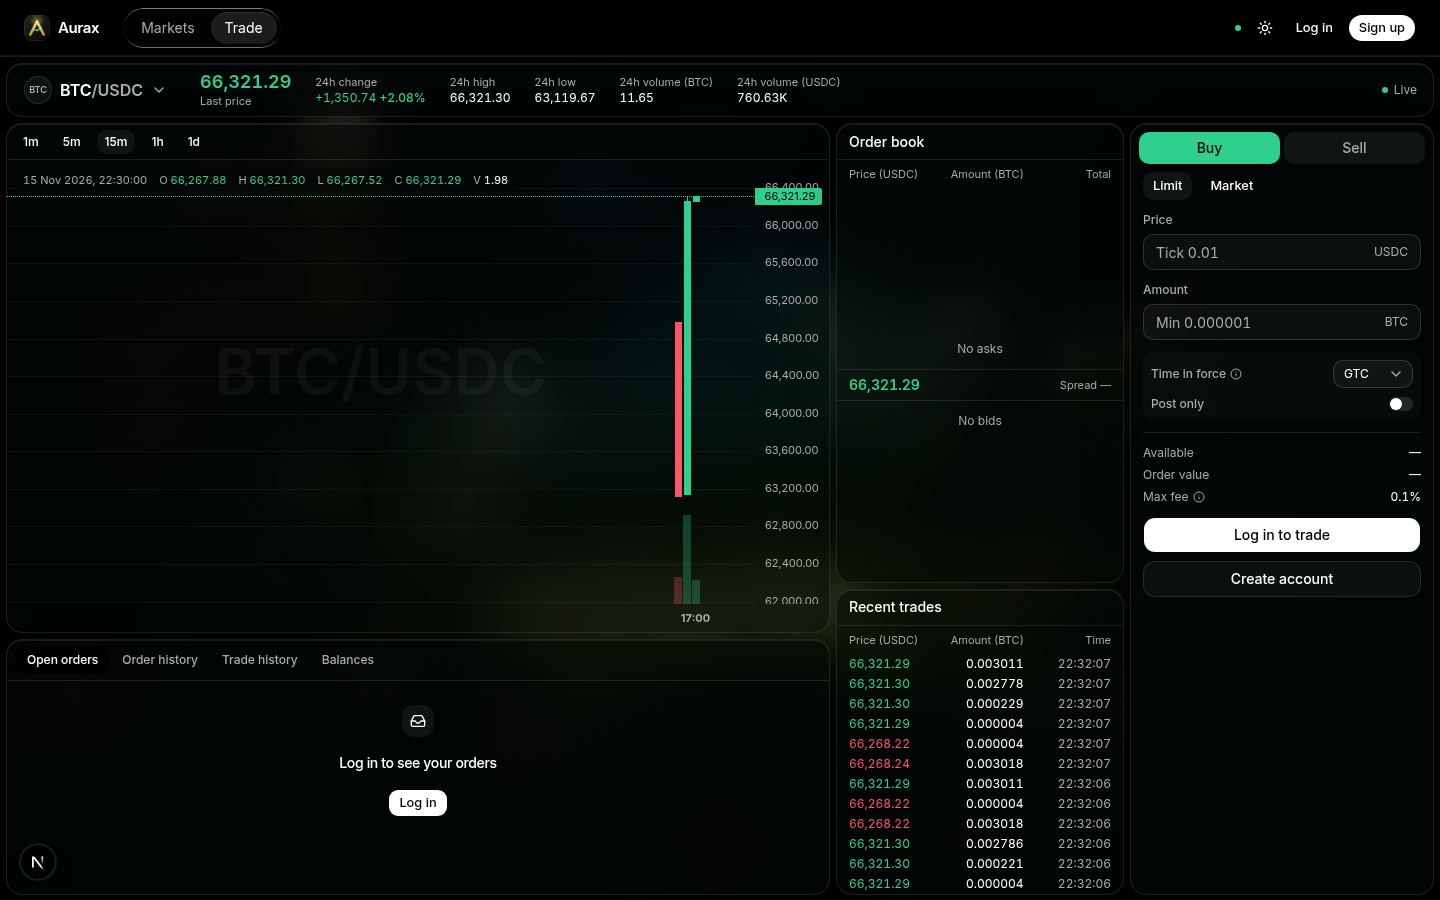 Aurax
Markets
Trade
Log in
Sign up
BTC
BTC/USDC
66,321.29
Last price
24h change
+1,350.74 +2.08%
24h high
66,321.30
24h low
63,119.67
24h volume (BTC)
11.65
24h volume (USDC)
760.63K
Live
1m 5m 15m 1h 1d
15 Nov 2026, 22:30:00 O 66,267.88 H 66,321.30 L 66,267.52 C 66,321.29 V 1.98
66,400.00
66,321.29
66,000.00
65,600.00
65,200.00
64,800.00
64,400.00
64,000.00
63,600.00
63,200.00
62,800.00
62,400.00
62,000.00
BTC/USDC
17:00
Order book
Price (USDC) Amount (BTC) Total
No asks
66,321.29 Spread —
No bids
Recent trades
Price (USDC) Amount (BTC) Time
66,321.29 0.003011 22:32:07
66,321.30 0.002778 22:32:07
66,321.30 0.000229 22:32:07
66,321.29 0.000004 22:32:07
66,268.22 0.000004 22:32:07
66,268.24 0.003018 22:32:07
66,321.29 0.003011 22:32:06
66,268.22 0.000004 22:32:06
66,268.22 0.003018 22:32:06
66,321.30 0.002786 22:32:06
66,321.30 0.000221 22:32:06
66,321.29 0.000004 22:32:06
Buy Sell
Limit Market
Price
Tick 0.01 USDC
Amount
Min 0.000001 BTC
Time in force GTC
Post only
Available —
Order value —
Max fee 0.1%
Log in to trade
Create account
Open orders Order history Trade history Balances
Log in to see your orders
Log in
N